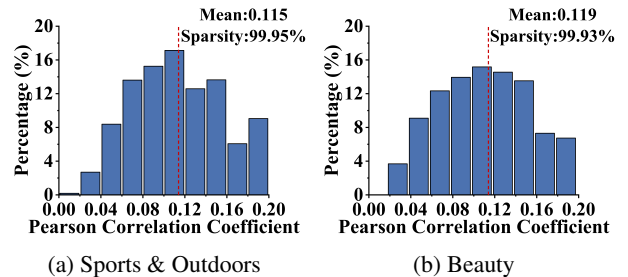 Mean:0.115
Sparsity:99.95%
Percentage (%)
20
16
12
8
4
0
0.00 0.04 0.08 0.12 0.16 0.20
Pearson Correlation Coefficient
(a) Sports & Outdoors
Mean:0.119
Sparsity:99.93%
Percentage (%)
20
16
12
8
4
0
0.00 0.04 0.08 0.12 0.16 0.20
Pearson Correlation Coefficient
(b) Beauty